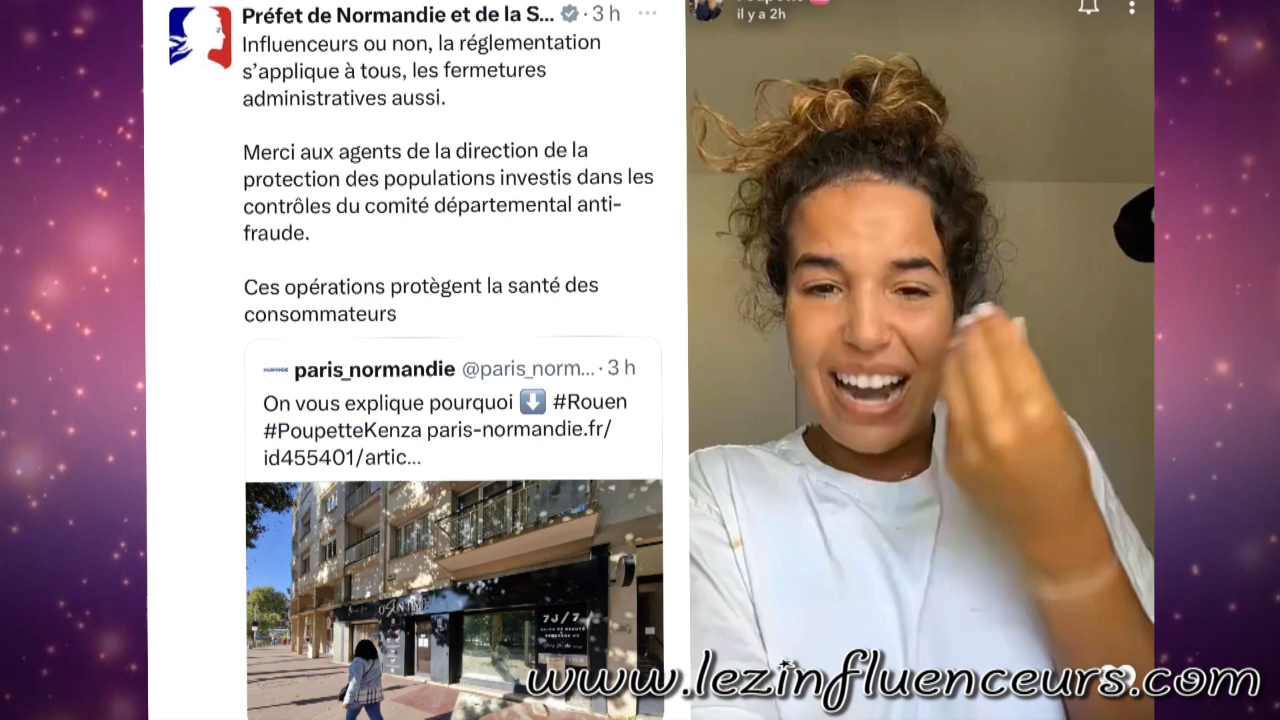 Préfet de Normandie et de la S... · 3 h ...
Influenceurs ou non, la réglementation
s'applique à tous, les fermetures
administratives aussi.
Merci aux agents de la direction de la
protection des populations investis dans les
contrôles du comité départemental anti-
fraude.
Ces opérations protègent la santé des
consommateurs
paris_normandie @paris_norm... · 3 h
On vous explique pourquoi ⬇️ #Rouen
#PoupetteKenza paris-normandie.fr/
id455401/artic...
7J/7
il y a 2h
www.lezinfluenceurs.com